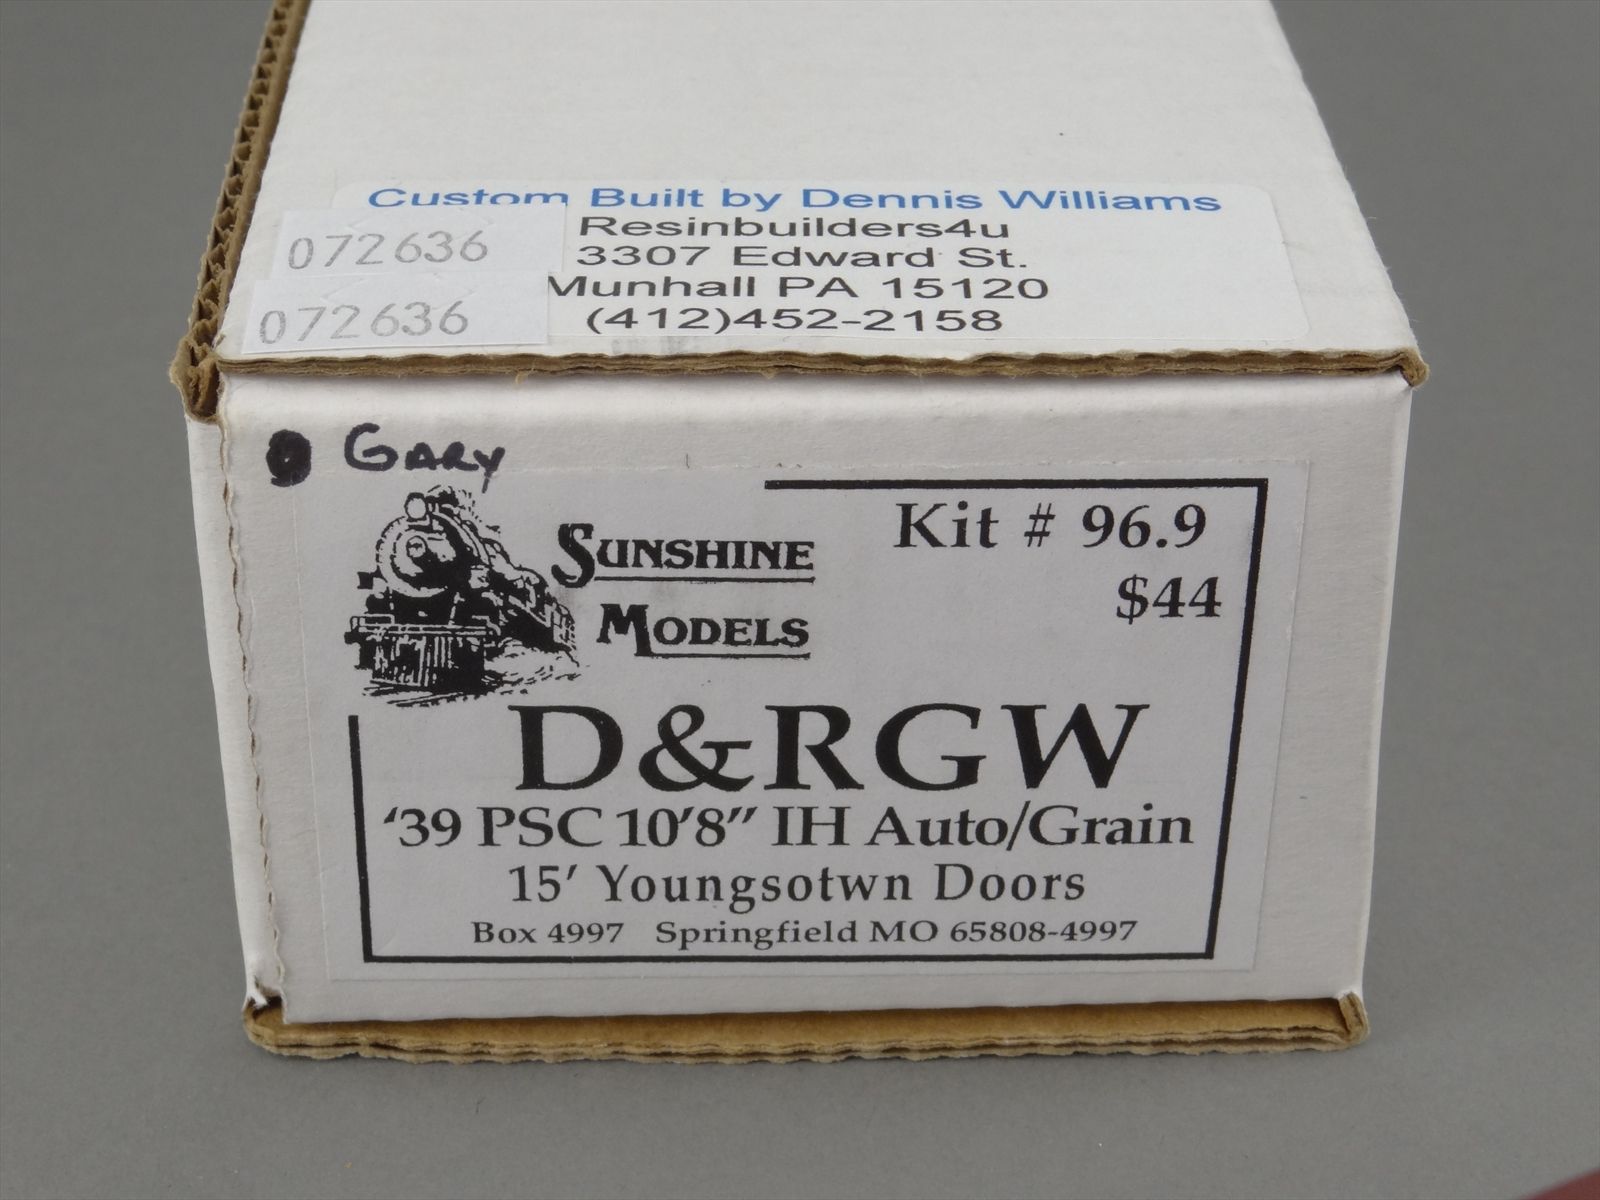 Custom Built by Dennis Williams
Resinbuilders4u
3307 Edward St.
Munhall PA 15120
(412)452-2158
072636
072636
GARY
SUNSHINE
MODELS
Kit # 96.9
$44
D&RGW
'39 PSC 10'8" IH Auto/Grain
15' Youngsotwn Doors
Box 4997 Springfield MO 65808-4997